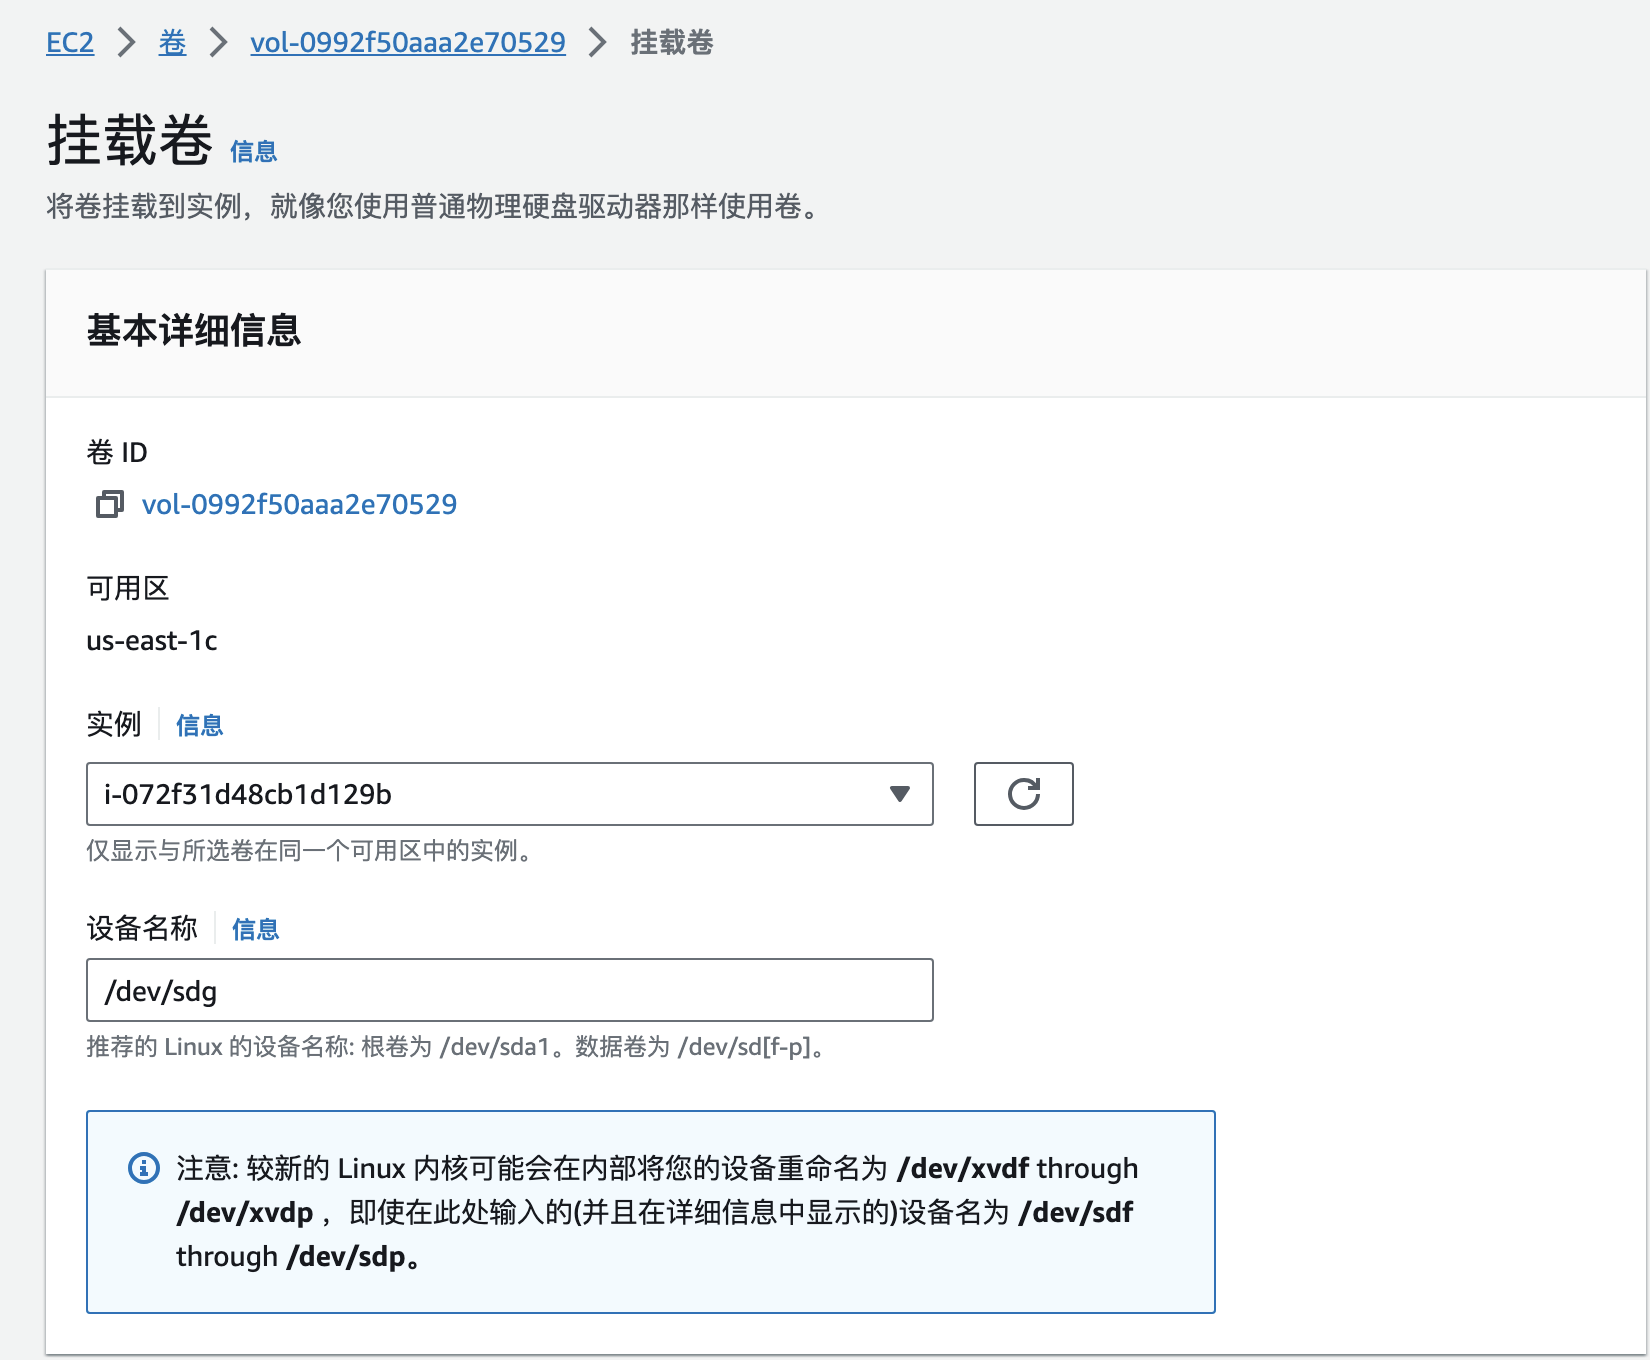 EC2 卷 vol-0992f50aaa2e70529 挂载卷
挂载卷 信息
将卷挂载到实例，就像您使用普通物理硬盘驱动器那样使用卷。
基本详细信息
卷 ID
vol-0992f50aaa2e70529
可用区
us-east-1c
实例 信息
i-072f31d48cb1d129b
仅显示与所选卷在同一个可用区中的实例。
设备名称 信息
/dev/sdg
推荐的 Linux 的设备名称: 根卷为 /dev/sda1。数据卷为 /dev/sd[f-p]。
注意: 较新的 Linux 内核可能会在内部将您的设备重命名为 /dev/xvdf through
/dev/xvdp ，即使在此处输入的(并且在详细信息中显示的)设备名为 /dev/sdf
through /dev/sdp。